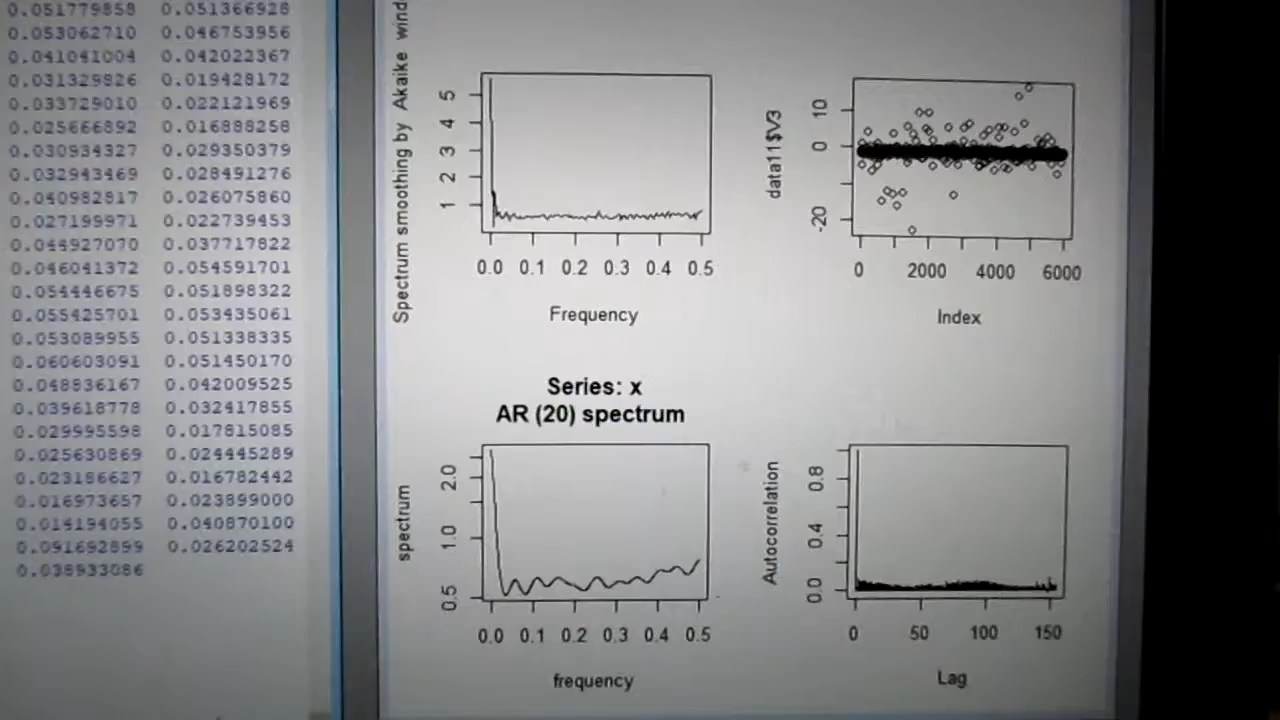 0.051779858 0.051366928
0.053062710 0.046753956
0.041041004 0.042022367
0.031329826 0.019428172
0.033729010 0.022121969
0.025666892 0.016888258
0.030934327 0.029350379
0.032943469 0.028491276
0.040982817 0.026075860
0.027199971 0.022739453
0.044927070 0.037717822
0.046041372 0.054591701
0.054446675 0.051898322
0.055425701 0.053435061
0.053089955 0.051338335
0.060603091 0.051450170
0.048836167 0.042009525
0.039618778 0.032417855
0.029995598 0.017815085
0.025630869 0.024445289
0.023186627 0.016782442
0.016973657 0.023899000
0.014194055 0.040870100
0.091692899 0.026202524
0.038933086
Spectrum smoothing by Akaike wind
5
4
3
2
1
0.0 0.1 0.2 0.3 0.4 0.5
Frequency
data11$V3
10
0
-20
0 2000 4000 6000
Index
Series: x
AR (20) spectrum
spectrum
2.0
1.0
0.5
0.0 0.1 0.2 0.3 0.4 0.5
frequency
Autocorrelation
0.8
0.4
0.0
0 50 100 150
Lag